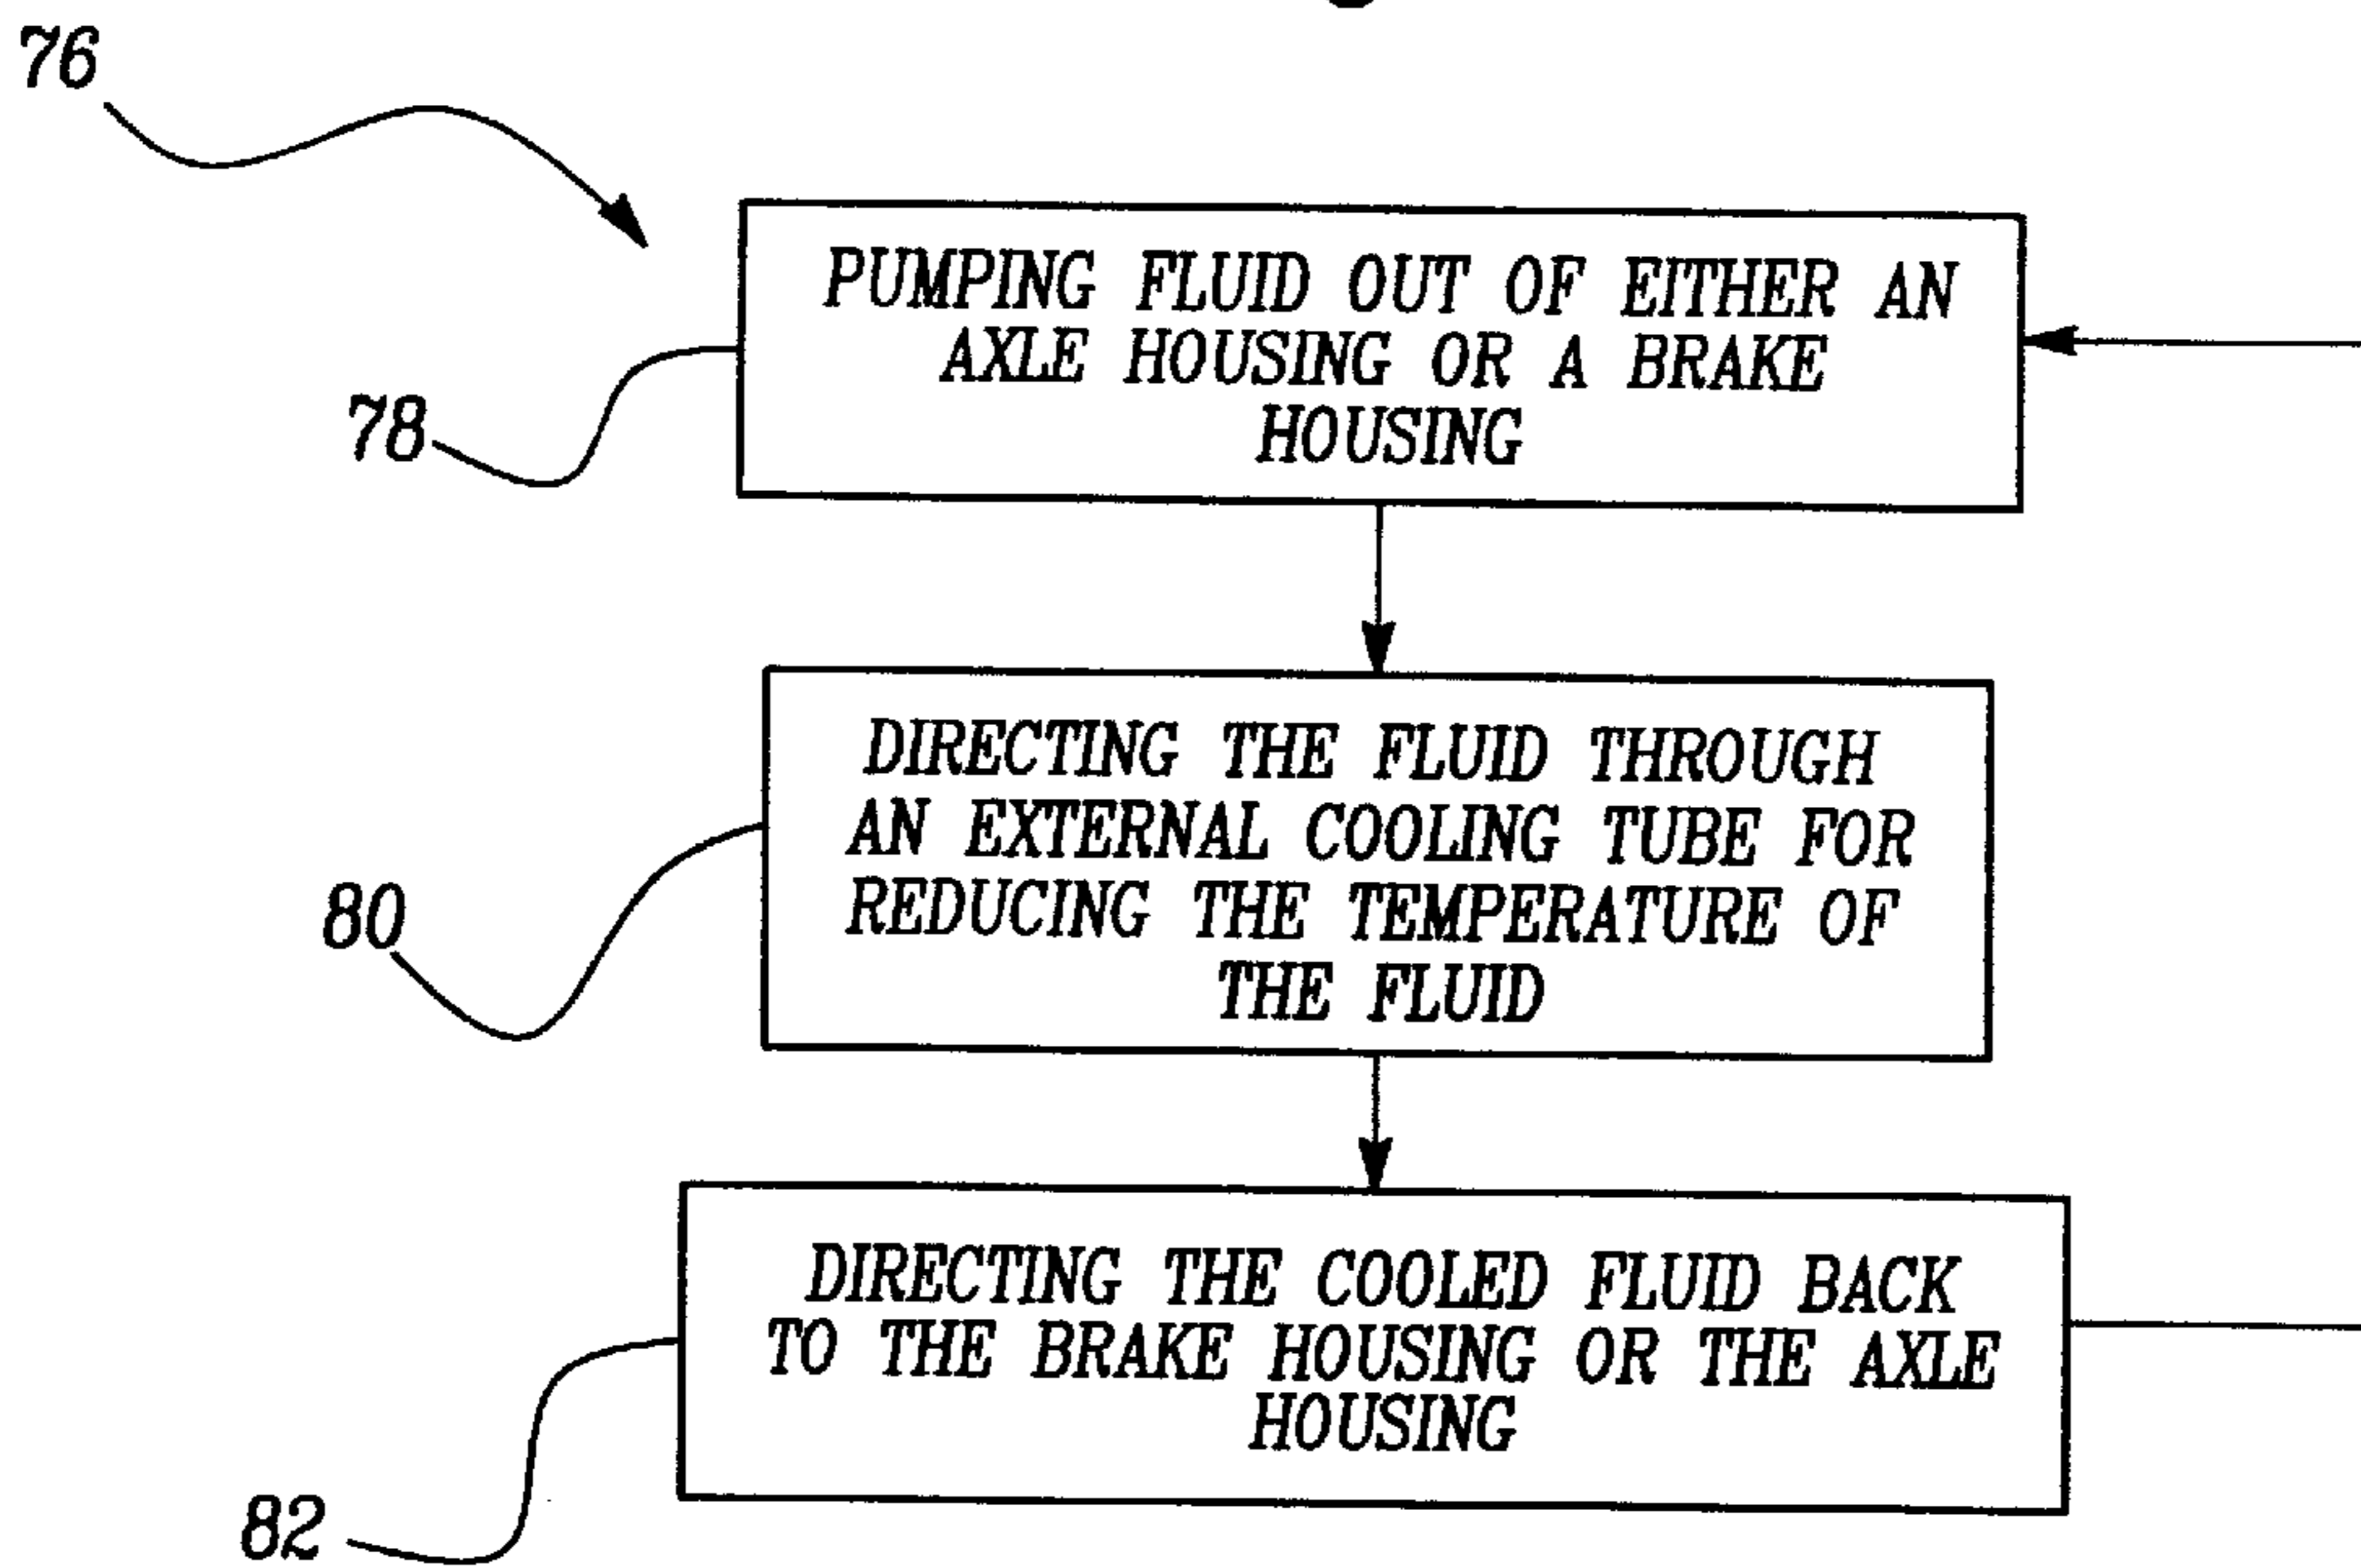 76
PUMPING FLUID OUT OF EITHER AN
AXLE HOUSING OR A BRAKE
HOUSING
78
DIRECTING THE FLUID THROUGH
AN EXTERNAL COOLING TUBE FOR
REDUCING THE TEMPERATURE OF
THE FLUID
80
DIRECTING THE COOLED FLUID BACK
TO THE BRAKE HOUSING OR THE AXLE
HOUSING
82